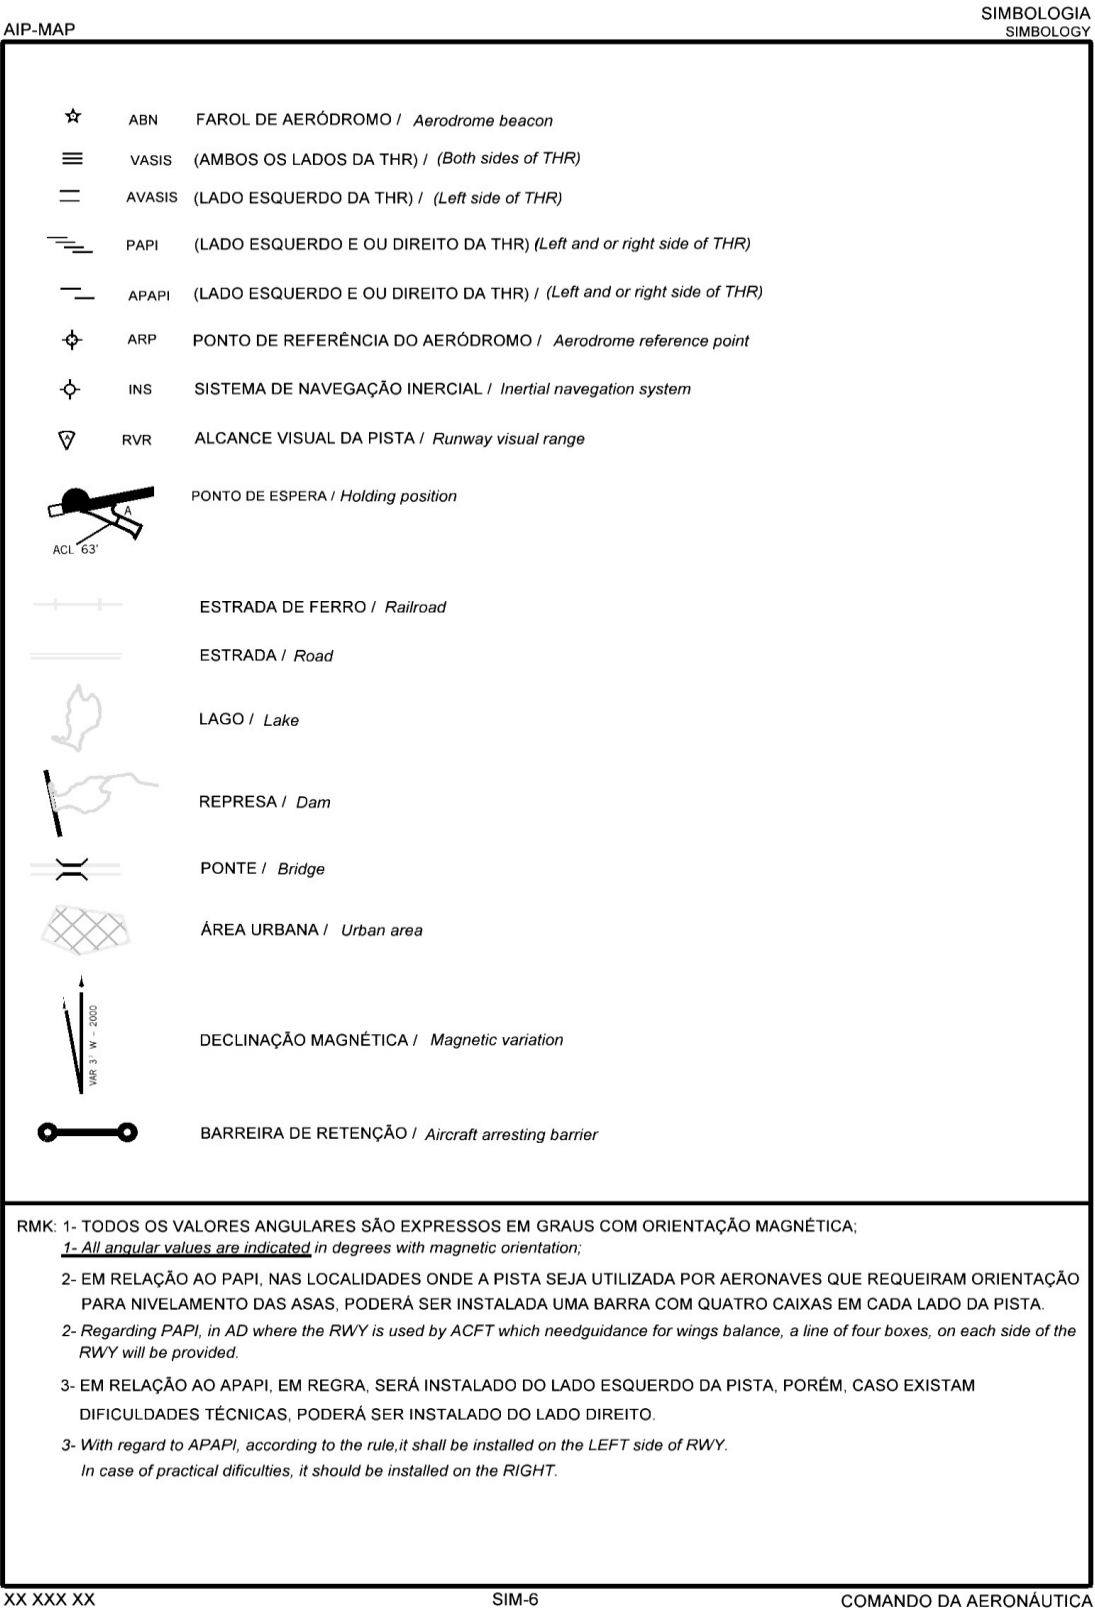 AIP-MAP
SIMBOLOGIA
SIMBOLOGY
ABN FAROL DE AERÓDROMO / Aerodrome beacon
VASIS (AMBOS OS LADOS DA THR) / (Both sides of THR)
AVASIS (LADO ESQUERDO DA THR) / (Left side of THR)
PAPI (LADO ESQUERDO E OU DIREITO DA THR) (Left and or right side of THR)
APAPI (LADO ESQUERDO E OU DIREITO DA THR) / (Left and or right side of THR)
ARP PONTO DE REFERÊNCIA DO AERÓDROMO / Aerodrome reference point
INS SISTEMA DE NAVEGAÇÃO INERCIAL / Inertial navegation system
A RVR ALCANCE VISUAL DA PISTA / Runway visual range
PONTO DE ESPERA / Holding position
A
ACL 63'
ESTRADA DE FERRO / Railroad
ESTRADA / Road
LAGO / Lake
REPRESA / Dam
PONTE / Bridge
ÁREA URBANA / Urban area
VAR 3° W - 2000
DECLINAÇÃO MAGNÉTICA / Magnetic variation
BARREIRA DE RETENÇÃO / Aircraft arresting barrier
RMK: 1- TODOS OS VALORES ANGULARES SÃO EXPRESSOS EM GRAUS COM ORIENTAÇÃO MAGNÉTICA;
1- All angular values are indicated in degrees with magnetic orientation;
2- EM RELAÇÃO AO PAPI, NAS LOCALIDADES ONDE A PISTA SEJA UTILIZADA POR AERONAVES QUE REQUEIRAM ORIENTAÇÃO
PARA NIVELAMENTO DAS ASAS, PODERÁ SER INSTALADA UMA BARRA COM QUATRO CAIXAS EM CADA LADO DA PISTA.
2- Regarding PAPI, in AD where the RWY is used by ACFT which needguidance for wings balance, a line of four boxes, on each side of the
RWY will be provided.
3- EM RELAÇÃO AO APAPI, EM REGRA, SERÁ INSTALADO DO LADO ESQUERDO DA PISTA, PORÉM, CASO EXISTAM
DIFICULDADES TÉCNICAS, PODERÁ SER INSTALADO DO LADO DIREITO.
3- With regard to APAPI, according to the rule,it shall be installed on the LEFT side of RWY.
In case of practical dificulties, it should be installed on the RIGHT.
XX XXX XX
SIM-6
COMANDO DA AERONÁUTICA